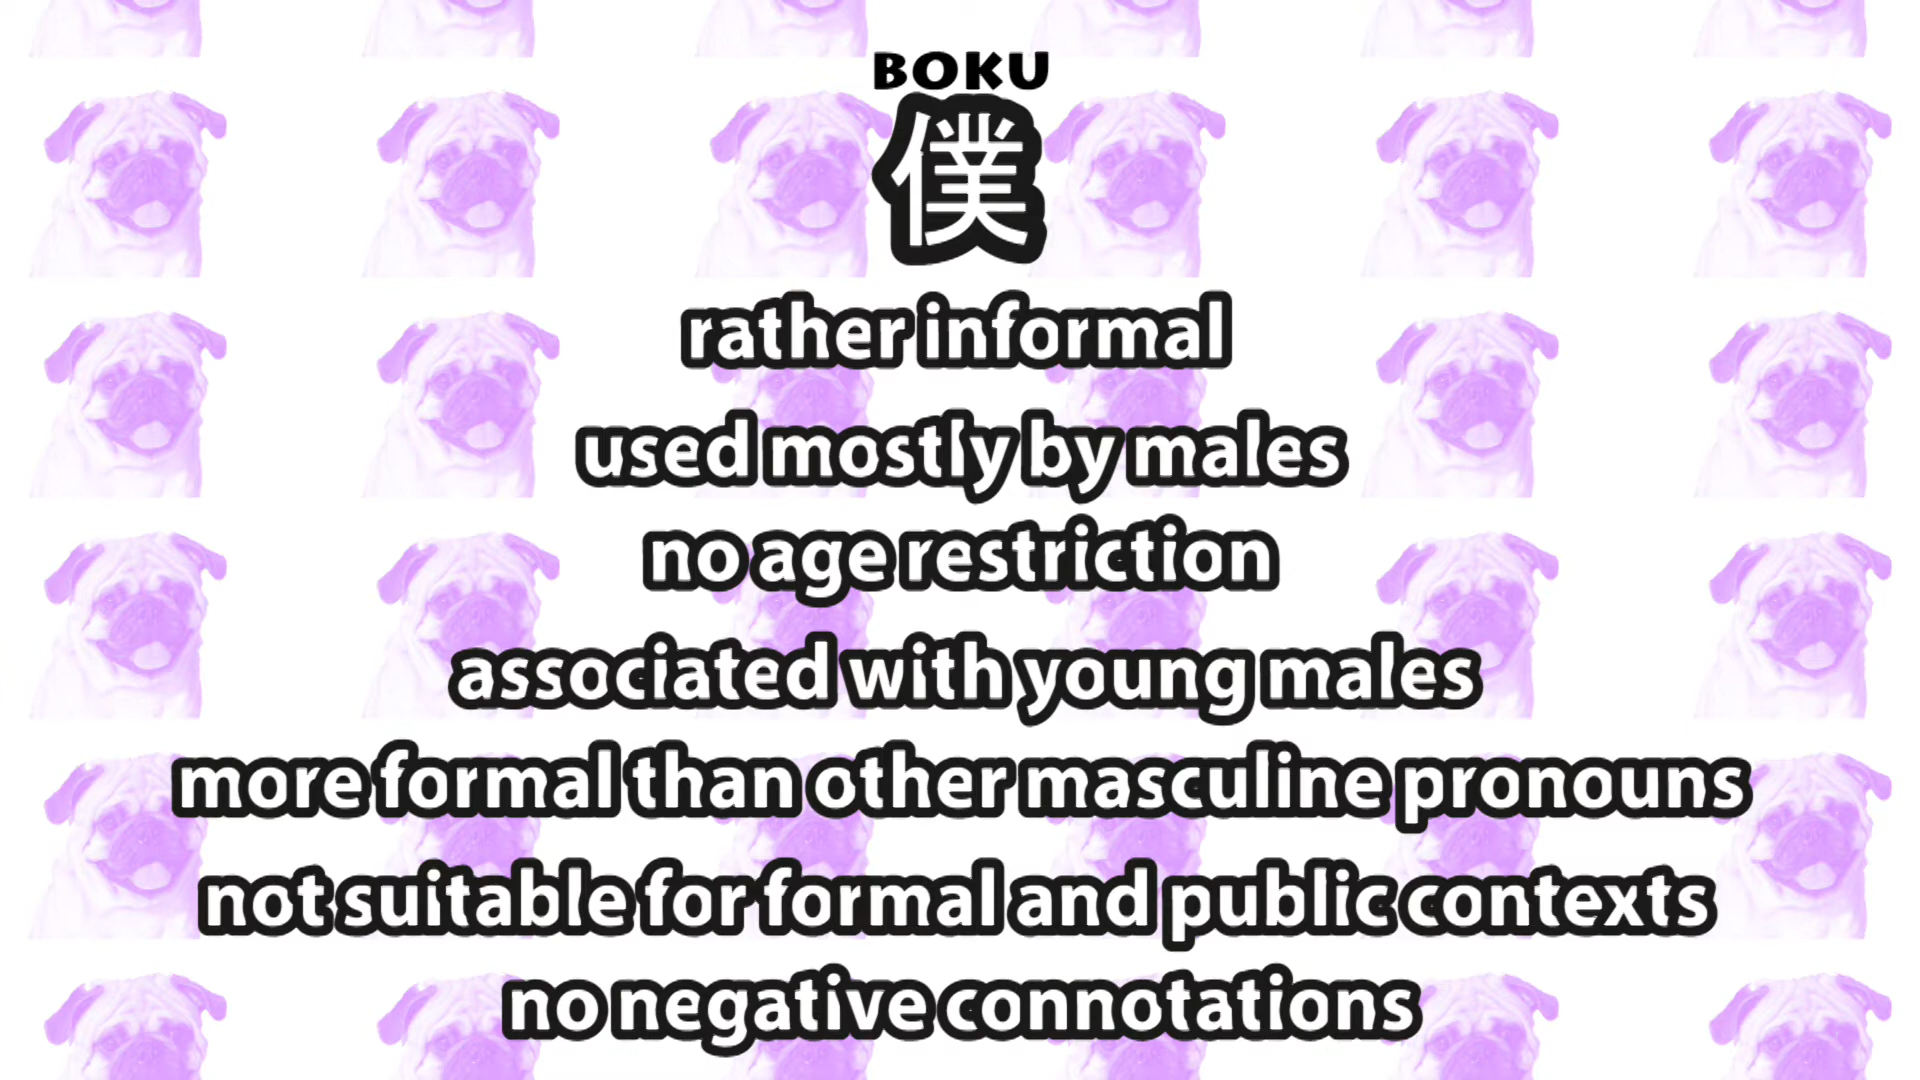 BOKU
僕
rather informal
used mostly by males
no age restriction
associated with young males
more formal than other masculine pronouns
not suitable for formal and public contexts
no negative connotations